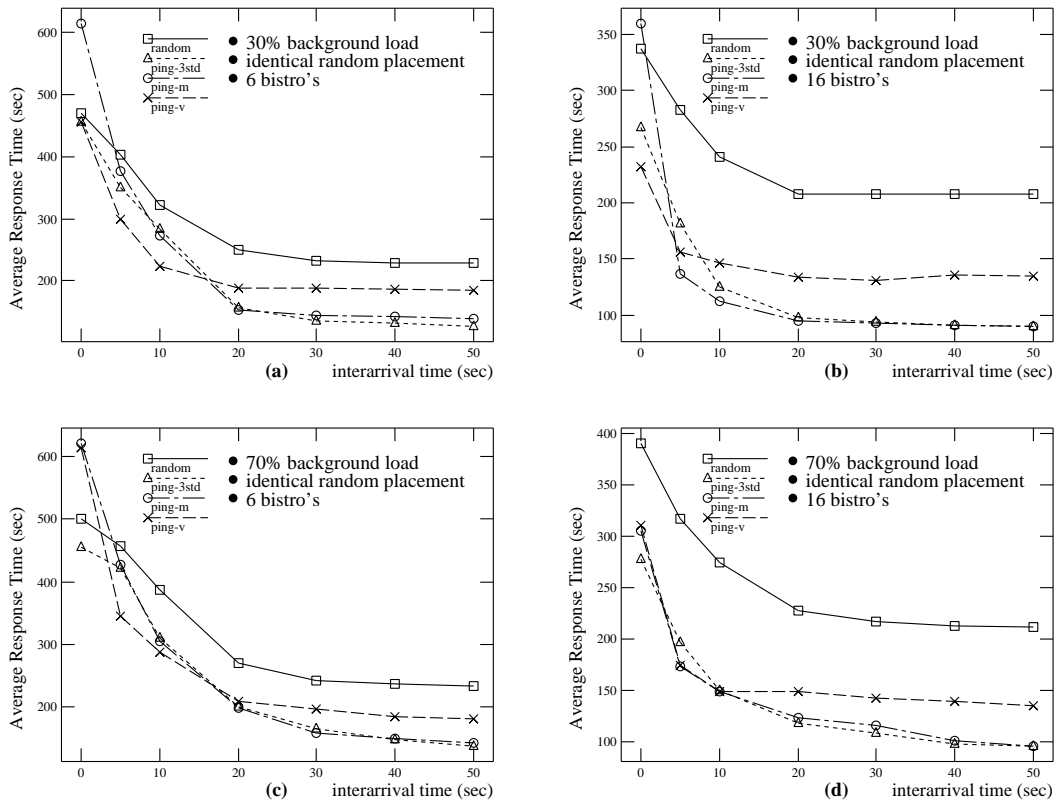 600
500
400
300
200
Average Response Time (sec)
random
ping-3std
ping-m
ping-v
● 30% background load
● identical random placement
● 6 bistro's
0 10 20 30 40 50
(a) interarrival time (sec)
350
300
250
200
150
100
Average Response Time (sec)
random
ping-3std
ping-m
ping-v
● 30% background load
● identical random placement
● 16 bistro's
0 10 20 30 40 50
(b) interarrival time (sec)
600
500
400
300
200
Average Response Time (sec)
random
ping-3std
ping-m
ping-v
● 70% background load
● identical random placement
● 6 bistro's
0 10 20 30 40 50
(c) interarrival time (sec)
400
350
300
250
200
150
100
Average Response Time (sec)
random
ping-3std
ping-m
ping-v
● 70% background load
● identical random placement
● 16 bistro's
0 10 20 30 40 50
(d) interarrival time (sec)